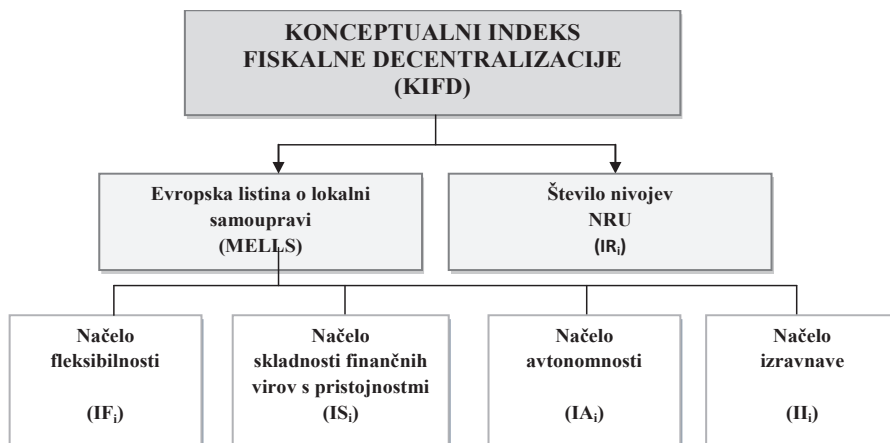 KONCEPTUALNI INDEKS
FISKALNE DECENTRALIZACIJE
(KIFD)
Evropska listina o lokalni
samoupravi
(MELLS)
Število nivojev
NRU
(IRi)
Načelo
fleksibilnosti
(IFi)
Načelo
skladnosti finančnih
virov s pristojnostmi
(ISi)
Načelo
avtonomnosti
(IAi)
Načelo
izravnave
(IIi)